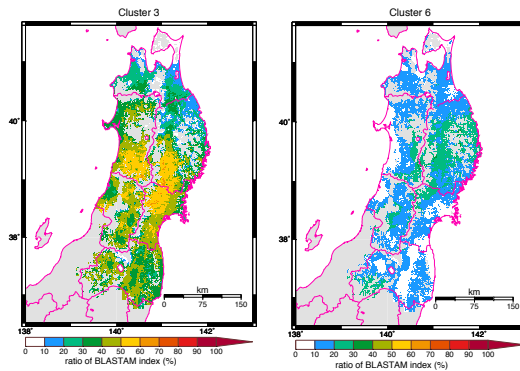 Cluster 3
Cluster 6
40˚
40˚
38˚
38˚
km
km
0 75 150
0 75 150
138˚ 140˚ 142˚
138˚ 140˚ 142˚
0 10 20 30 40 50 60 70 80 90 100
0 10 20 30 40 50 60 70 80 90 100
ratio of BLASTAM index (%)
ratio of BLASTAM index (%)